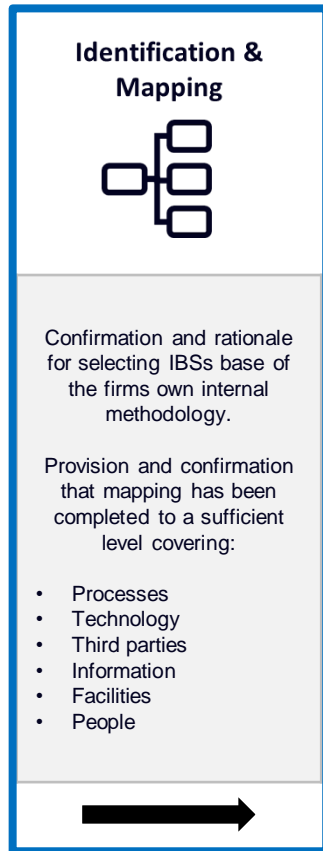 Identification &
Mapping
Confirmation and rationale
for selecting IBSs base of
the firms own internal
methodology.
Provision and confirmation
that mapping has been
completed to a sufficient
level covering:
• Processes
• Technology
• Third parties
• Information
• Facilities
• People